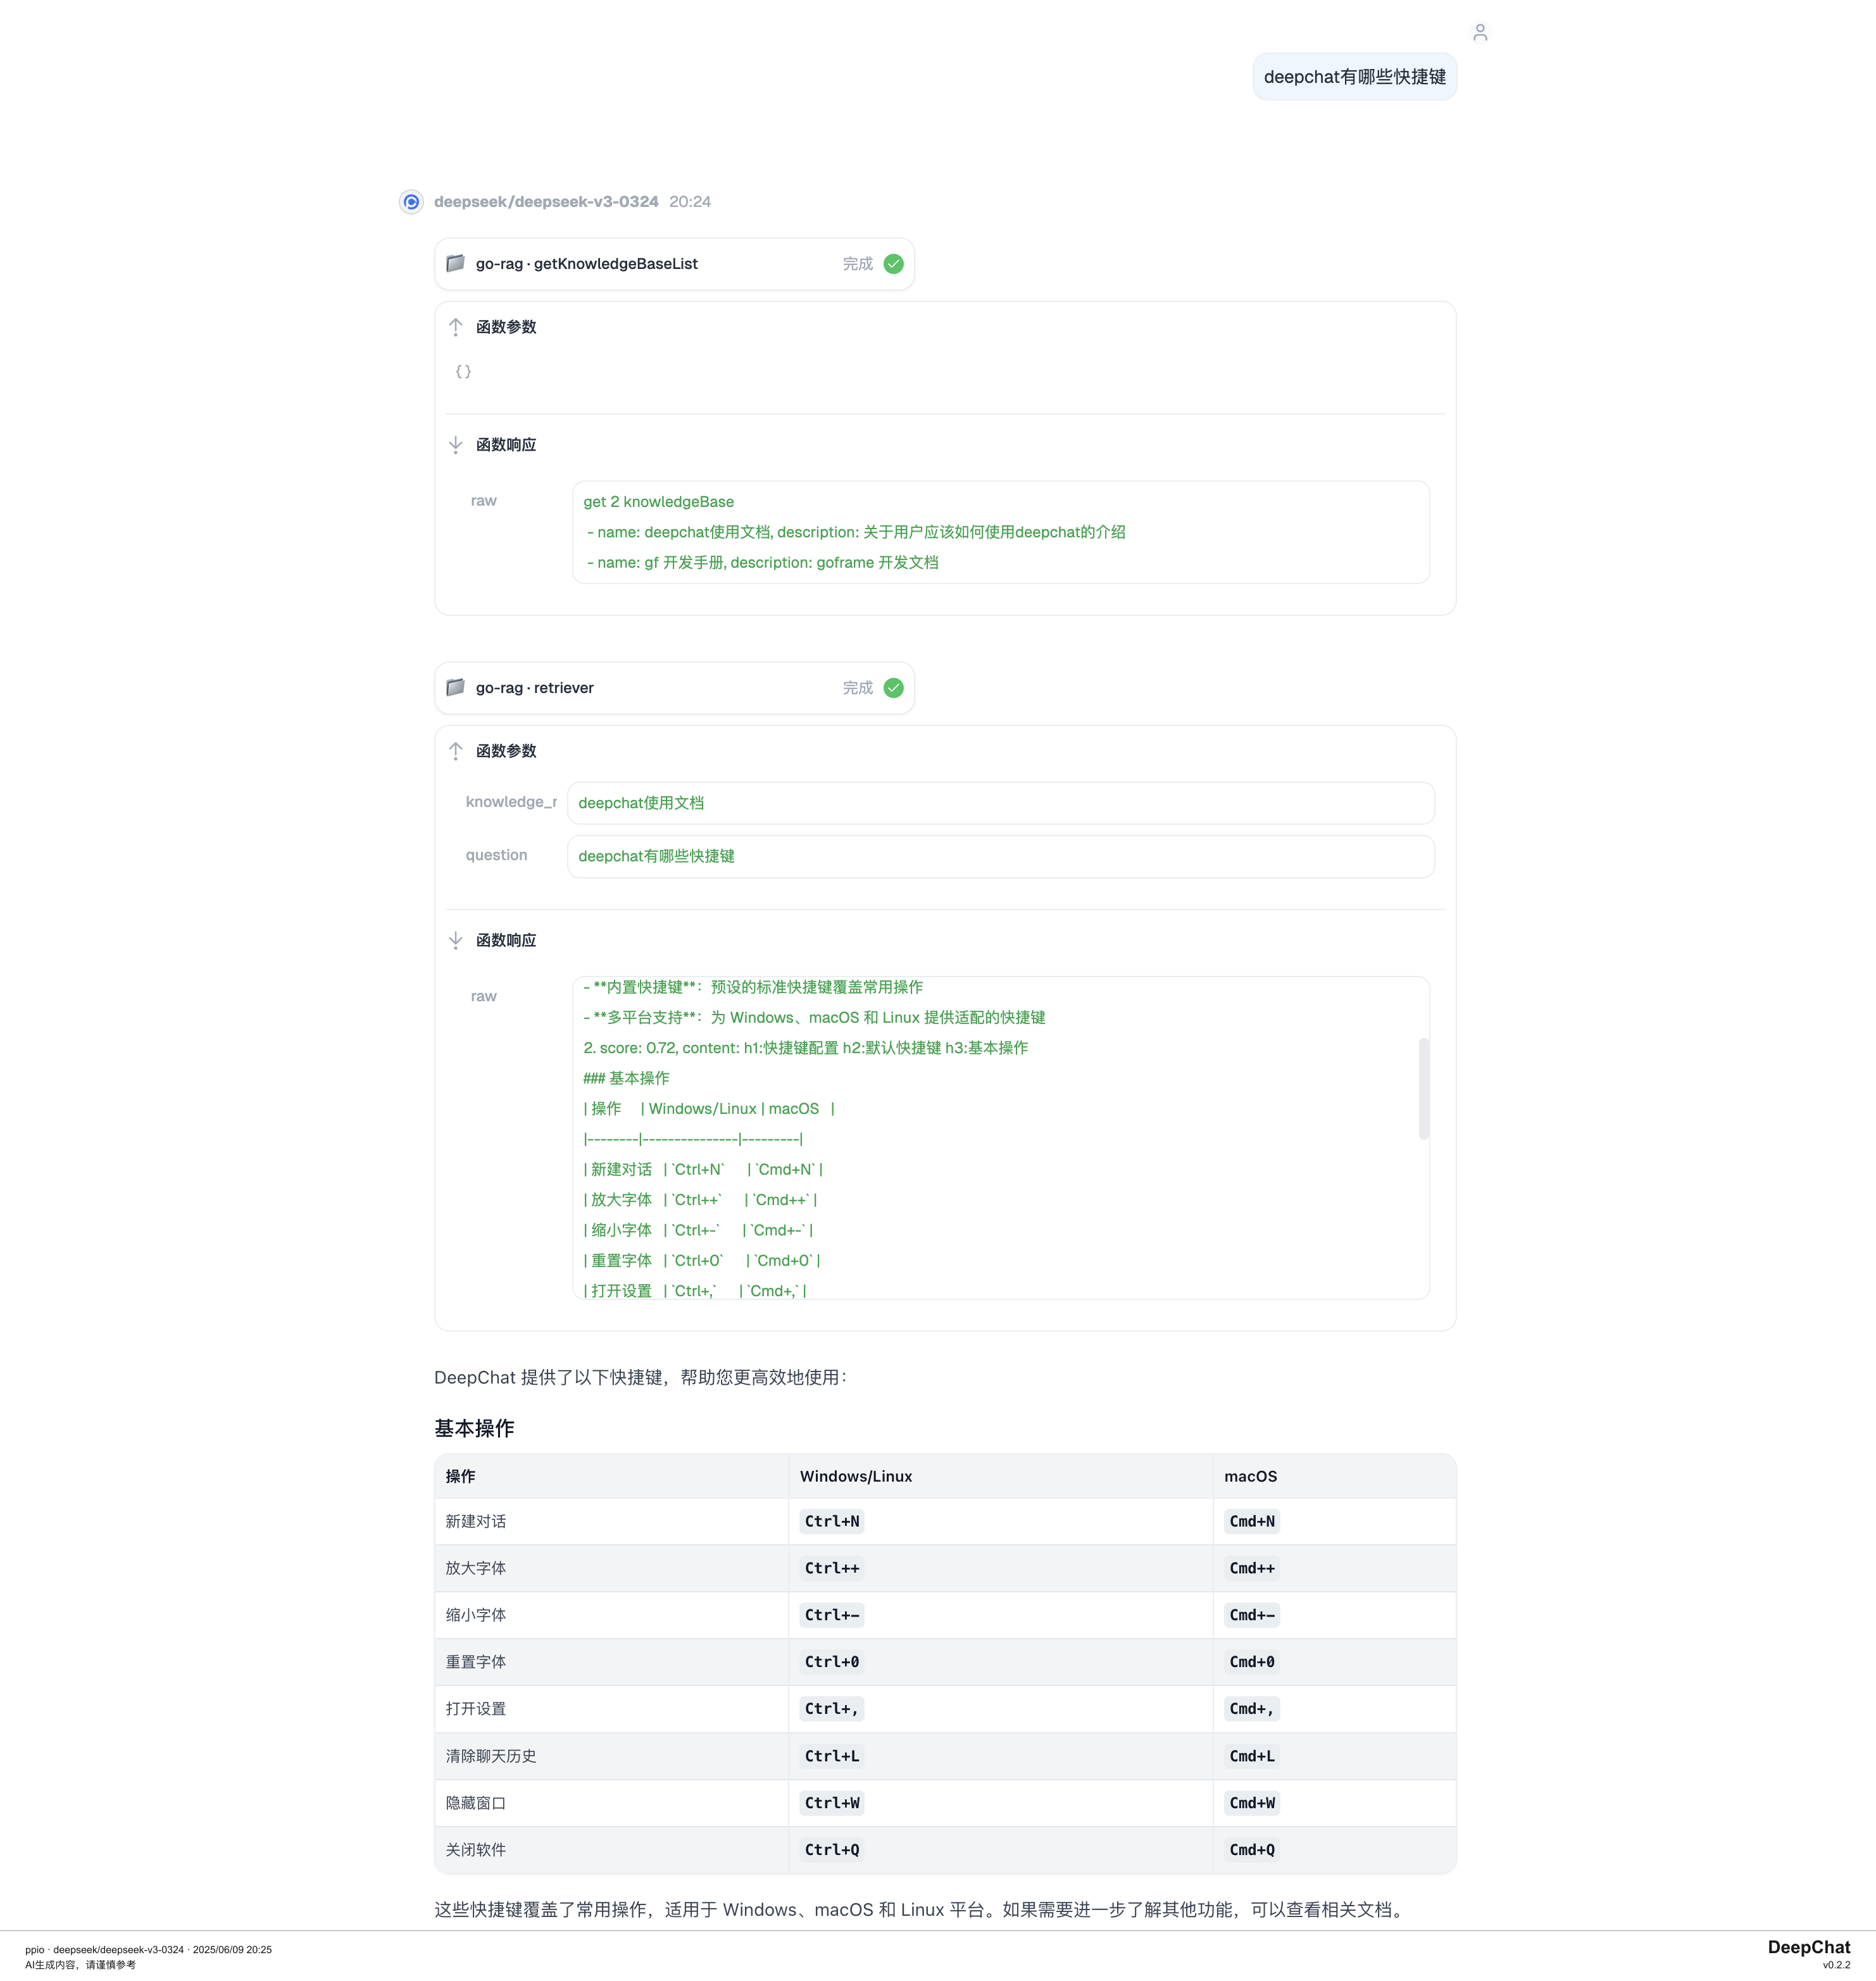 deepchat有哪些快捷键
deepseek/deepseek-v3-0324 20:24
go-rag · getKnowledgeBaseList 完成
函数参数
{}
函数响应
raw
get 2 knowledgeBase
- name: deepchat使用文档, description: 关于用户应该如何使用deepchat的介绍
- name: gf 开发手册, description: goframe 开发文档
go-rag · retriever 完成
函数参数
knowledge_r deepchat使用文档
question deepchat有哪些快捷键
函数响应
raw
- **内置快捷键**：预设的标准快捷键覆盖常用操作
- **多平台支持**：为 Windows、macOS 和 Linux 提供适配的快捷键
2. score: 0.72, content: h1:快捷键配置 h2:默认快捷键 h3:基本操作
### 基本操作
| 操作 | Windows/Linux | macOS |
|--------|---------------|---------|
| 新建对话 | `Ctrl+N` | `Cmd+N` |
| 放大字体 | `Ctrl++` | `Cmd++` |
| 缩小字体 | `Ctrl+-` | `Cmd+-` |
| 重置字体 | `Ctrl+0` | `Cmd+0` |
| 打开设置 | `Ctrl+,` | `Cmd+,` |
DeepChat 提供了以下快捷键，帮助您更高效地使用：
基本操作
操作 Windows/Linux macOS
新建对话 Ctrl+N Cmd+N
放大字体 Ctrl++ Cmd++
缩小字体 Ctrl+- Cmd+-
重置字体 Ctrl+0 Cmd+0
打开设置 Ctrl+, Cmd+,
清除聊天历史 Ctrl+L Cmd+L
隐藏窗口 Ctrl+W Cmd+W
关闭软件 Ctrl+Q Cmd+Q
这些快捷键覆盖了常用操作，适用于 Windows、macOS 和 Linux 平台。如果需要进一步了解其他功能，可以查看相关文档。
ppio · deepseek/deepseek-v3-0324 · 2025/06/09 20:25
AI生成内容，请谨慎参考
DeepChat
v0.2.2